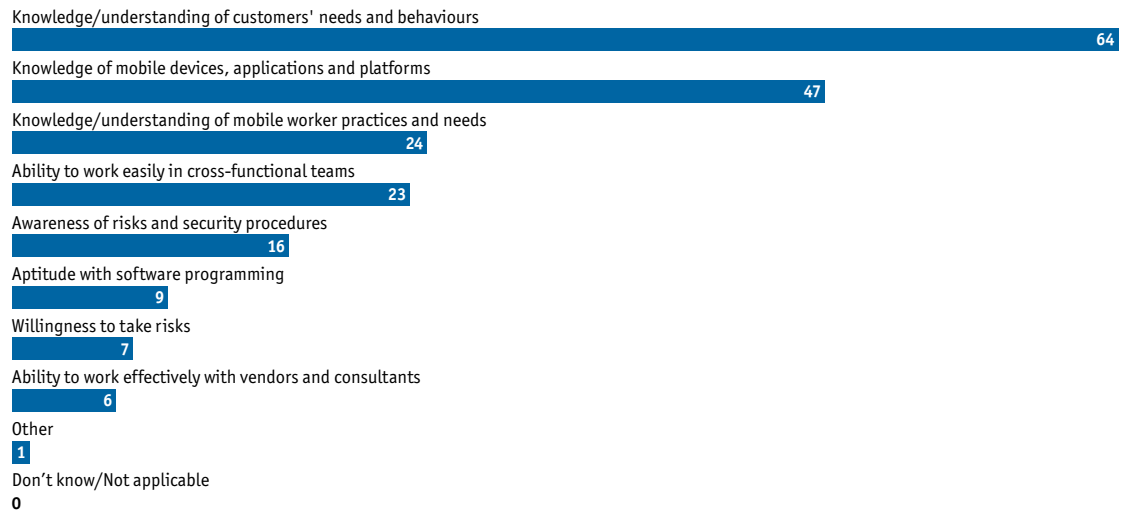 Knowledge/understanding of customers' needs and behaviours
64
Knowledge of mobile devices, applications and platforms
47
Knowledge/understanding of mobile worker practices and needs
24
Ability to work easily in cross-functional teams
23
Awareness of risks and security procedures
16
Aptitude with software programming
9
Willingness to take risks
7
Ability to work effectively with vendors and consultants
6
Other
1
Don’t know/Not applicable
0